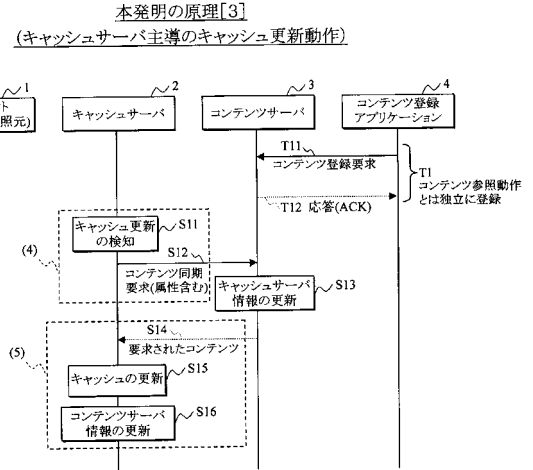 本発明の原理[3]
(キャッシュサーバ主導のキャッシュ更新動作)
1
2
3
4
ト
照元)
キャッシュサーバ
コンテンツサーバ
コンテンツ登録
アプリケーション
T11
コンテンツ登録要求
T1
コンテンツ参照動作
とは独立に登録
T12 応答(ACK)
キャッシュ更新
の検知
S11
(4)
S12
コンテンツ同期
要求(属性含む)
キャッシュサーバ
情報の更新
S13
(5)
S14
要求されたコンテンツ
キャッシュの更新
S15
コンテンツサーバ
情報の更新
S16